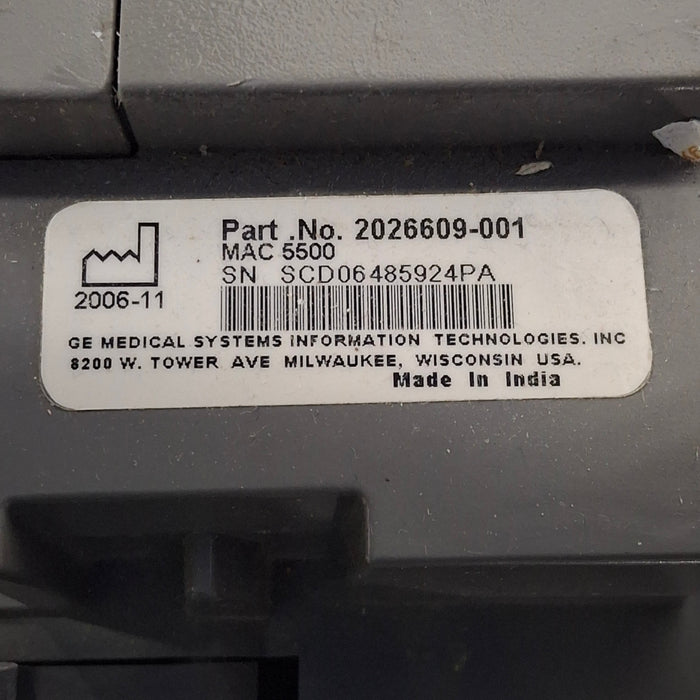 Part .No. 2026609-001
MAC 5500
SN SCD06485924PA
2006-11
GE MEDICAL SYSTEMS INFORMATION TECHNOLOGIES. INC
8200 W. TOWER AVE MILWAUKEE, WISCONSIN USA.
Made In India